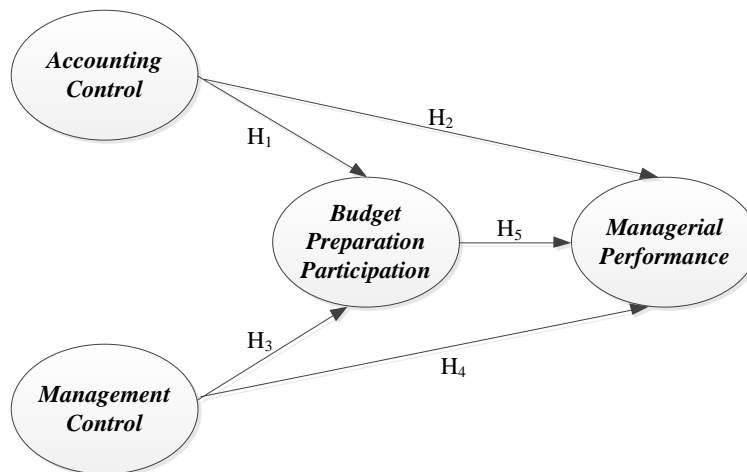 Accounting
Control
H₁
H₂
Budget
Preparation
Participation
H₅
Managerial
Performance
H₃
H₄
Management
Control